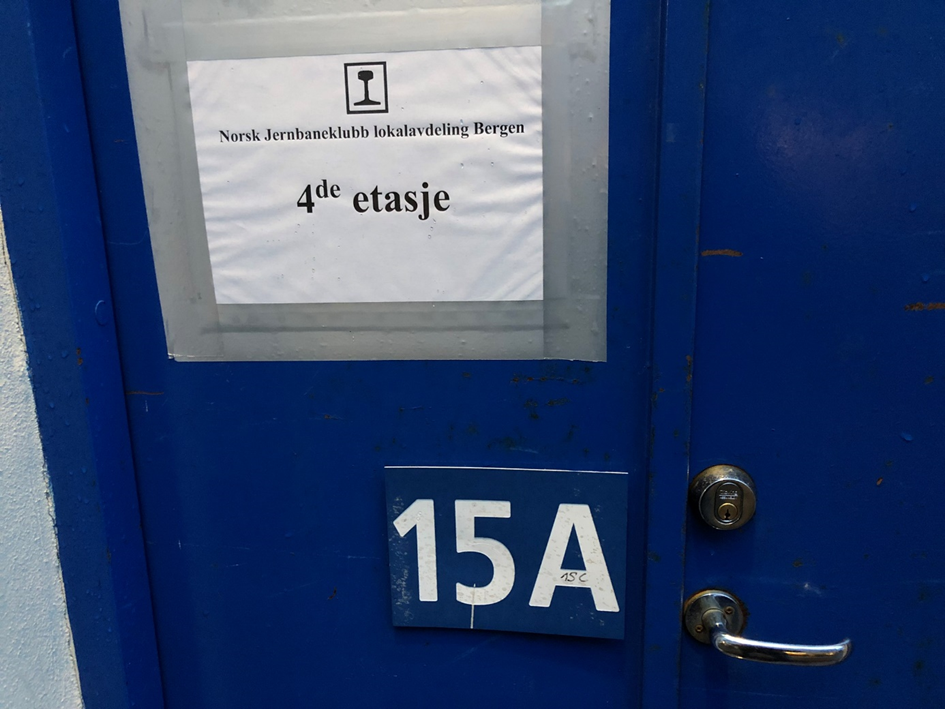 Norsk Jernbaneklubb lokalavdeling Bergen
4de etasje
15A
15C